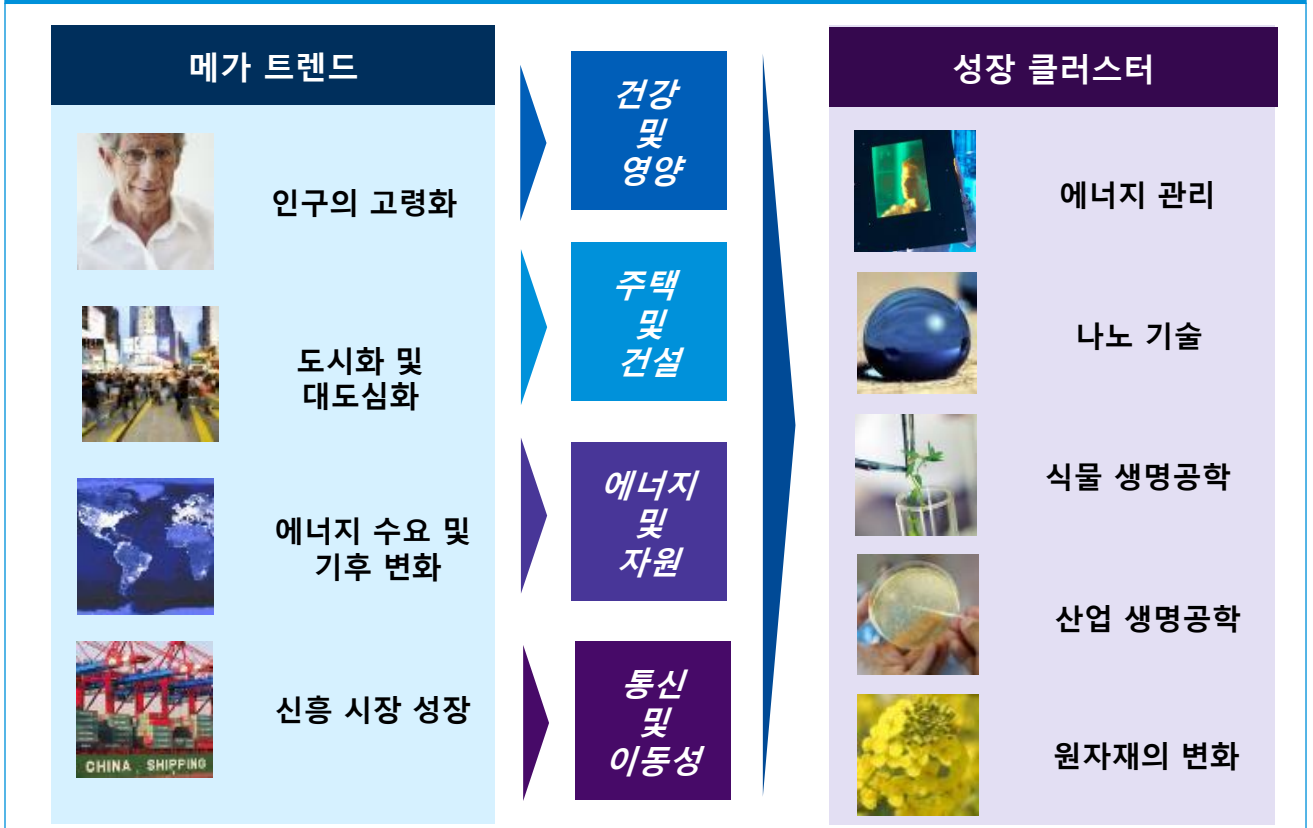 메가 트렌드
인구의 고령화
도시화 및
대도심화
에너지 수요 및
기후 변화
CHINA SHIPPING
신흥 시장 성장
건강
및
영양
주택
및
건설
에너지
및
자원
통신
및
이동성
성장 클러스터
에너지 관리
나노 기술
식물 생명공학
산업 생명공학
원자재의 변화